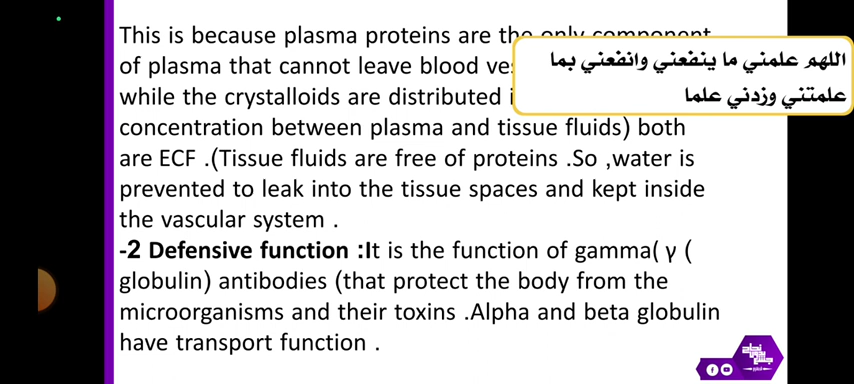 This is because plasma proteins are the only component
of plasma that cannot leave blood
while the crystalloids are distributed
concentration between plasma and tissue fluids) both
are ECF .(Tissue fluids are free of proteins .So ,water is
prevented to leak into the tissue spaces and kept inside
the vascular system .
-2 Defensive function :It is the function of gamma( γ (
globulin) antibodies (that protect the body from the
microorganisms and their toxins .Alpha and beta globulin
have transport function .
اللهم علمني ما ينفعني وانفعني بما
علمتني وزدني علما